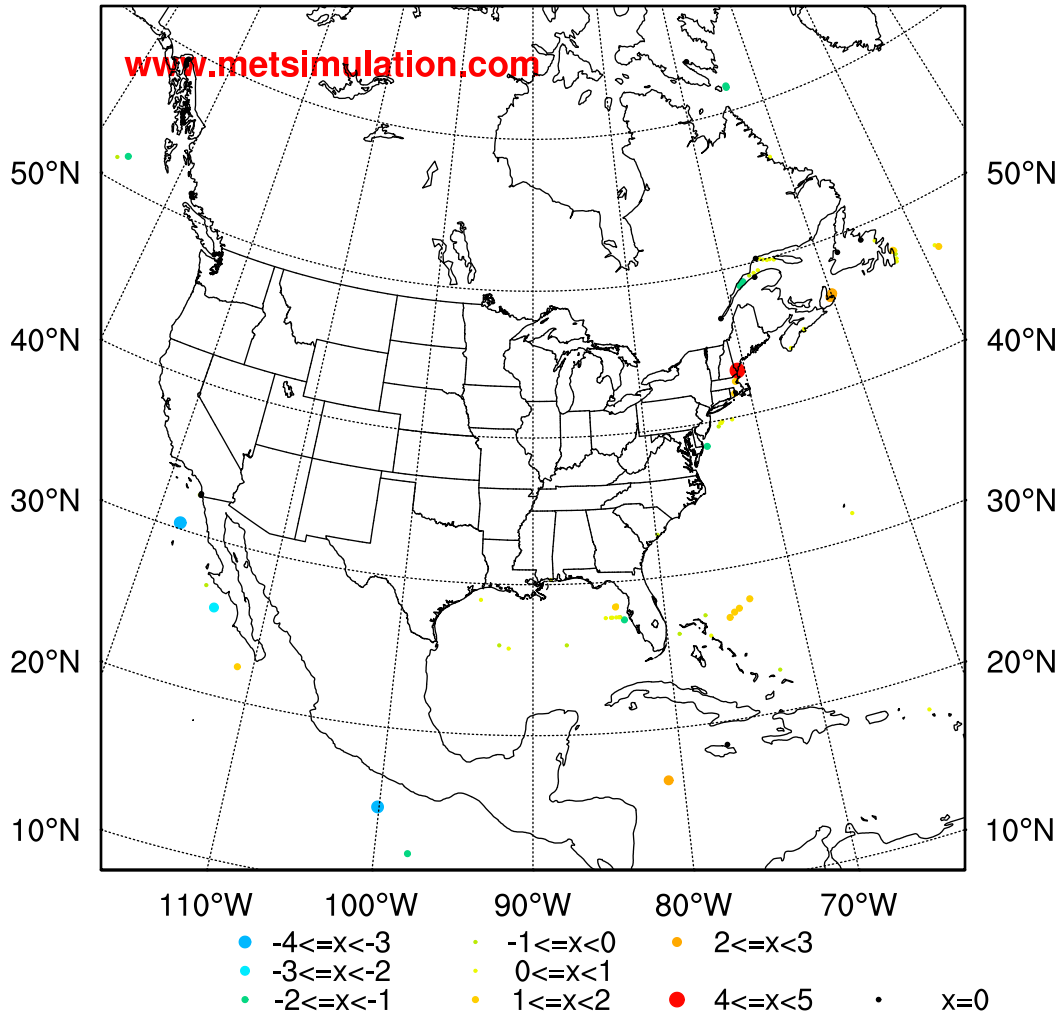 www.metsimulation.com
50°N 50°N
40°N 40°N
30°N 30°N
20°N 20°N
10°N 10°N
110°W 100°W 90°W 80°W 70°W
-4<=x<-3 -1<=x<0 2<=x<3
-3<=x<-2 0<=x<1
-2<=x<-1 1<=x<2 4<=x<5 x=0